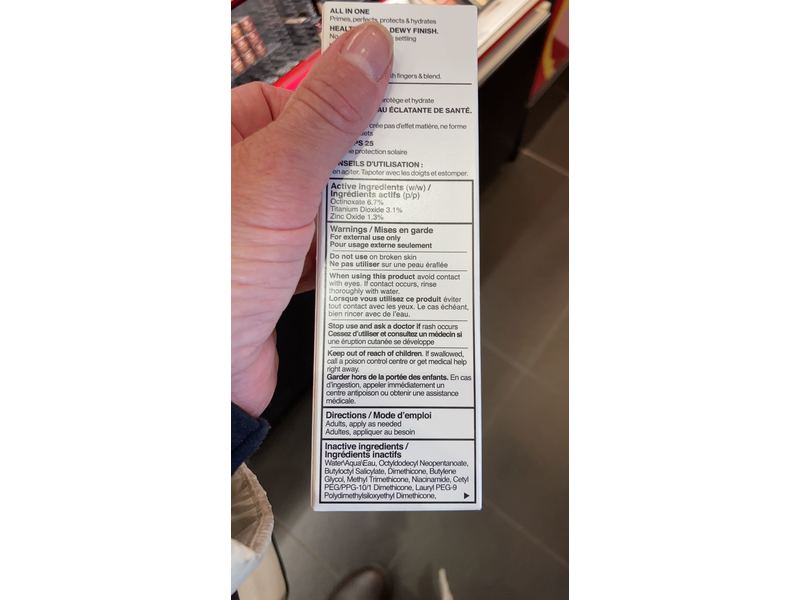 ALL IN ONE
Primes, perfects, protects & hydrates
DEWY FINISH.
settling
fingers & blend.
protège et hydrate
ÉCLATANTE DE SANTÉ.
crée pas d'effet matière, ne forme
25
protection solaire
D'UTILISATION :
Tapoter avec les doigts et estomper.
Active ingredients (w/w) /
Ingrédients actifs (p/p)
Octinoxate 6.7%
Titanium Dioxide 3.1%
Zinc Oxide 1.3%
Warnings / Mises en garde
For external use only
Pour usage externe seulement
Do not use on broken skin
Ne pas utiliser sur une peau éraflée
When using this product avoid contact
with eyes. If contact occurs, rinse
thoroughly with water.
Lorsque vous utilisez ce produit éviter
tout contact avec les yeux. Le cas échéant,
bien rincer avec de l'eau.
Stop use and ask a doctor if rash occurs
Cessez d'utiliser et consultez un médecin si
une éruption cutanée se développe
Keep out of reach of children. If swallowed,
call a poison control centre or get medical help
right away.
Garder hors de la portée des enfants. En cas
d'ingestion, appeler immédiatement un
centre antipoison ou obtenir une assistance
médicale.
Directions / Mode d'emploi
Adults, apply as needed
Adultes, appliquer au besoin
Inactive ingredients /
Ingrédients inactifs
Water\Aqua\Eau, Octyldodecyl Neopentanoate,
Butyloctyl Salicylate, Dimethicone, Butylene
Glycol, Methyl Trimethicone, Niacinamide, Cetyl
PEG/PPG-10/1 Dimethicone, Lauryl PEG-9
Polydimethylsiloxyethyl Dimethicone,